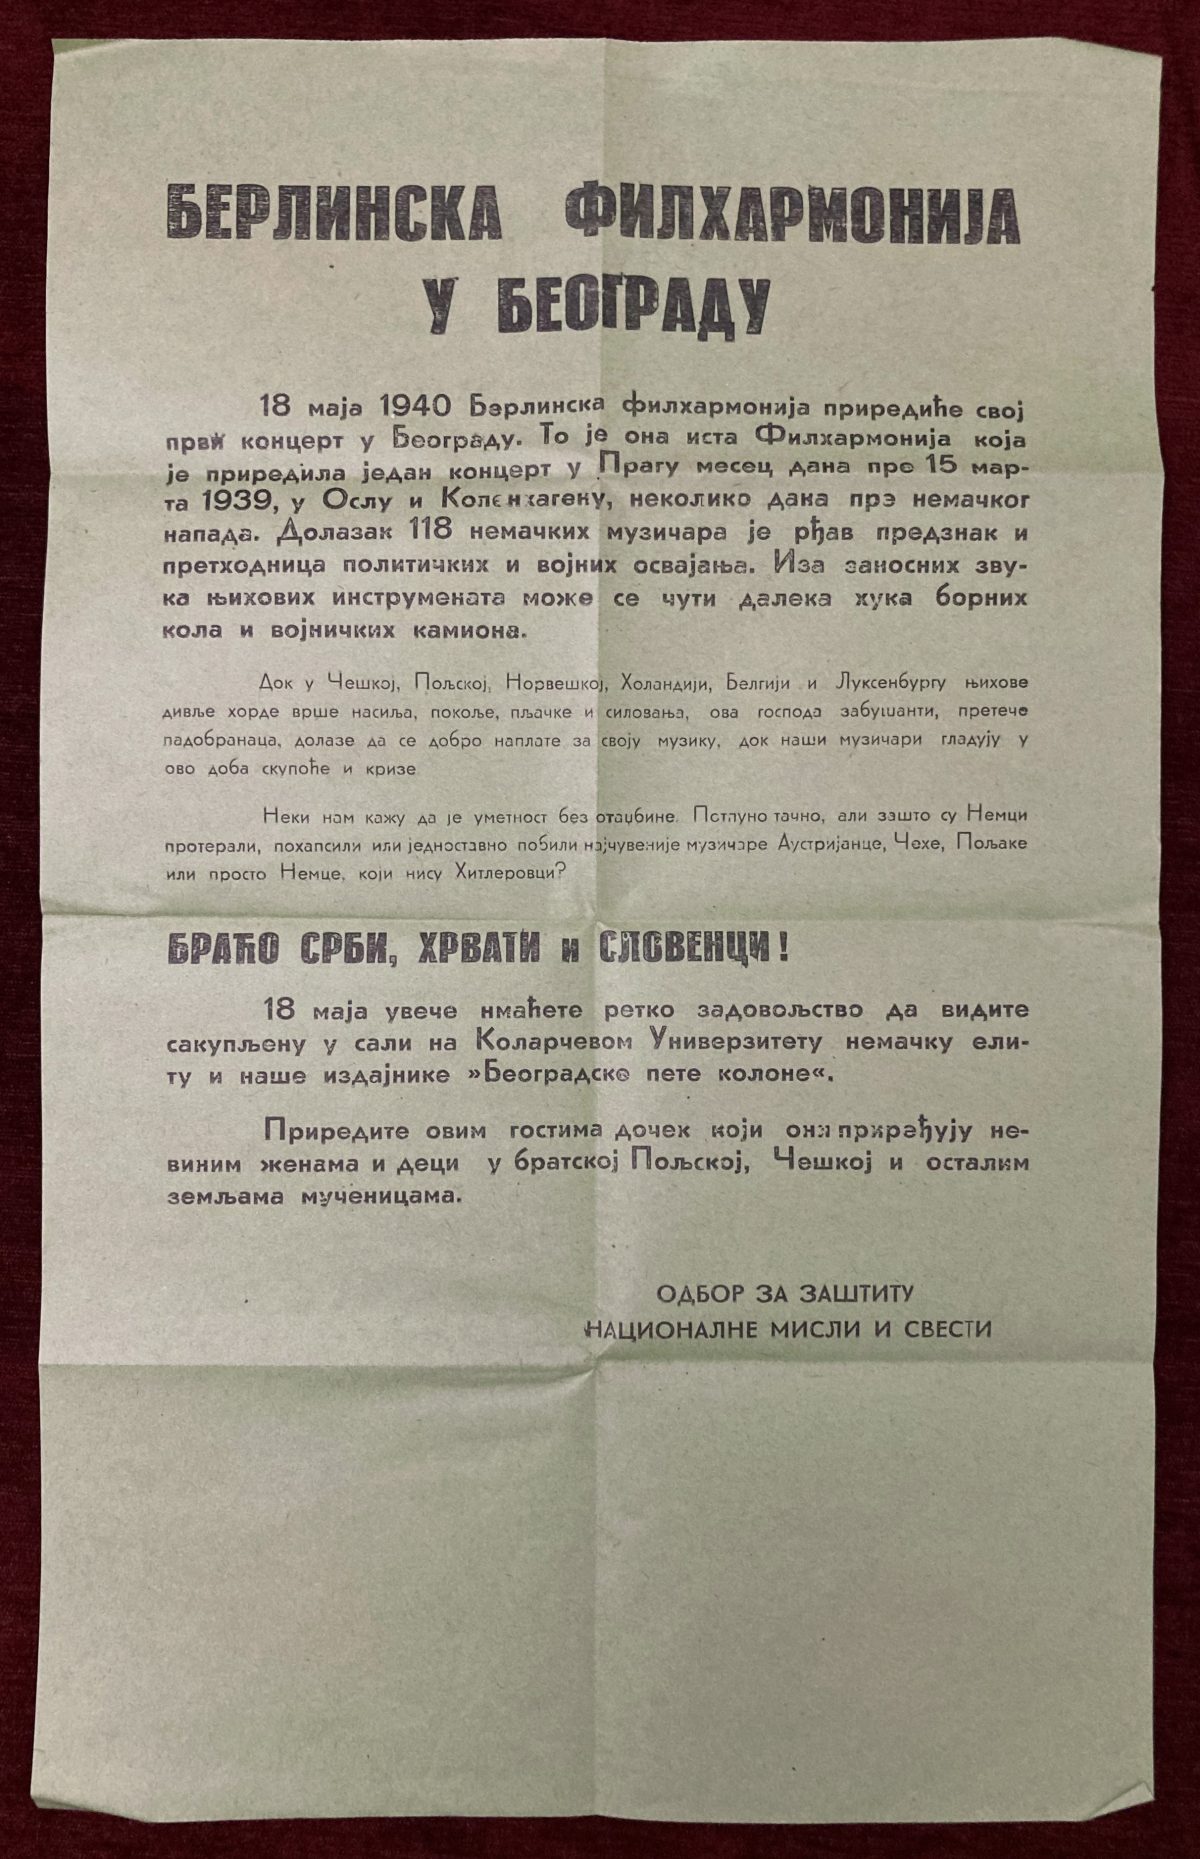 БЕРЛИНСКА ФИЛХАРМОНИЈА
У БЕОГРАДУ
18 маја 1940 Бэрлинска филхармонија приредиће свој
први концерт у Београду. То је она иста Филхармонија која
је приредила један концерт у Прагу месец дана пре 15 мар-
та 1939, у Ослу и Копенхагену, неколико дана прэ немачког
напада. Долазак 118 немачких музичара је рђав предзнак и
претходница политичких и војних освајања. Иза заносних зву-
ка њихових инструмената може се чути далека хука борних
кола и војничких камиона.
Док у Чешкој, Пољској, Норвешкој, Холандији, Белгији и Луксенбургу њихове
дивље хорде врше насиља, покоље, пљачке и силовања, ова господа забушанти, претече
падобранаца, долазе да се добро наплате за своју музику, док наши музичари гладују у
ово доба скупоће и кризе
Неки нам кажу да је уметност без отаџбине. Потпуно тачно, али зашто су Немци
протерали, похапсили или једноставно побили најчувеније музичаре Аустријанце, Чехе, Пољаке
или просто Немце, који нису Хитлеровци?
БРАЋО СРБИ, ХРВАТИ и СЛОВЕНЦИ!
18 маја увече имаћете ретко задовољство да видите
сакупљену у сали на Коларчевом Универзитету немачку ели-
ту и наше издајнике »Београдске пете колоне«.
Приредите овим гостима дочек који они прирађују не-
виним женама и деци у братској Пољској, Чешкој и осталим
земљама мученицама.
ОДБОР ЗА ЗАШТИТУ
НАЦИОНАЛНЕ МИСЛИ И СВЕСТИ